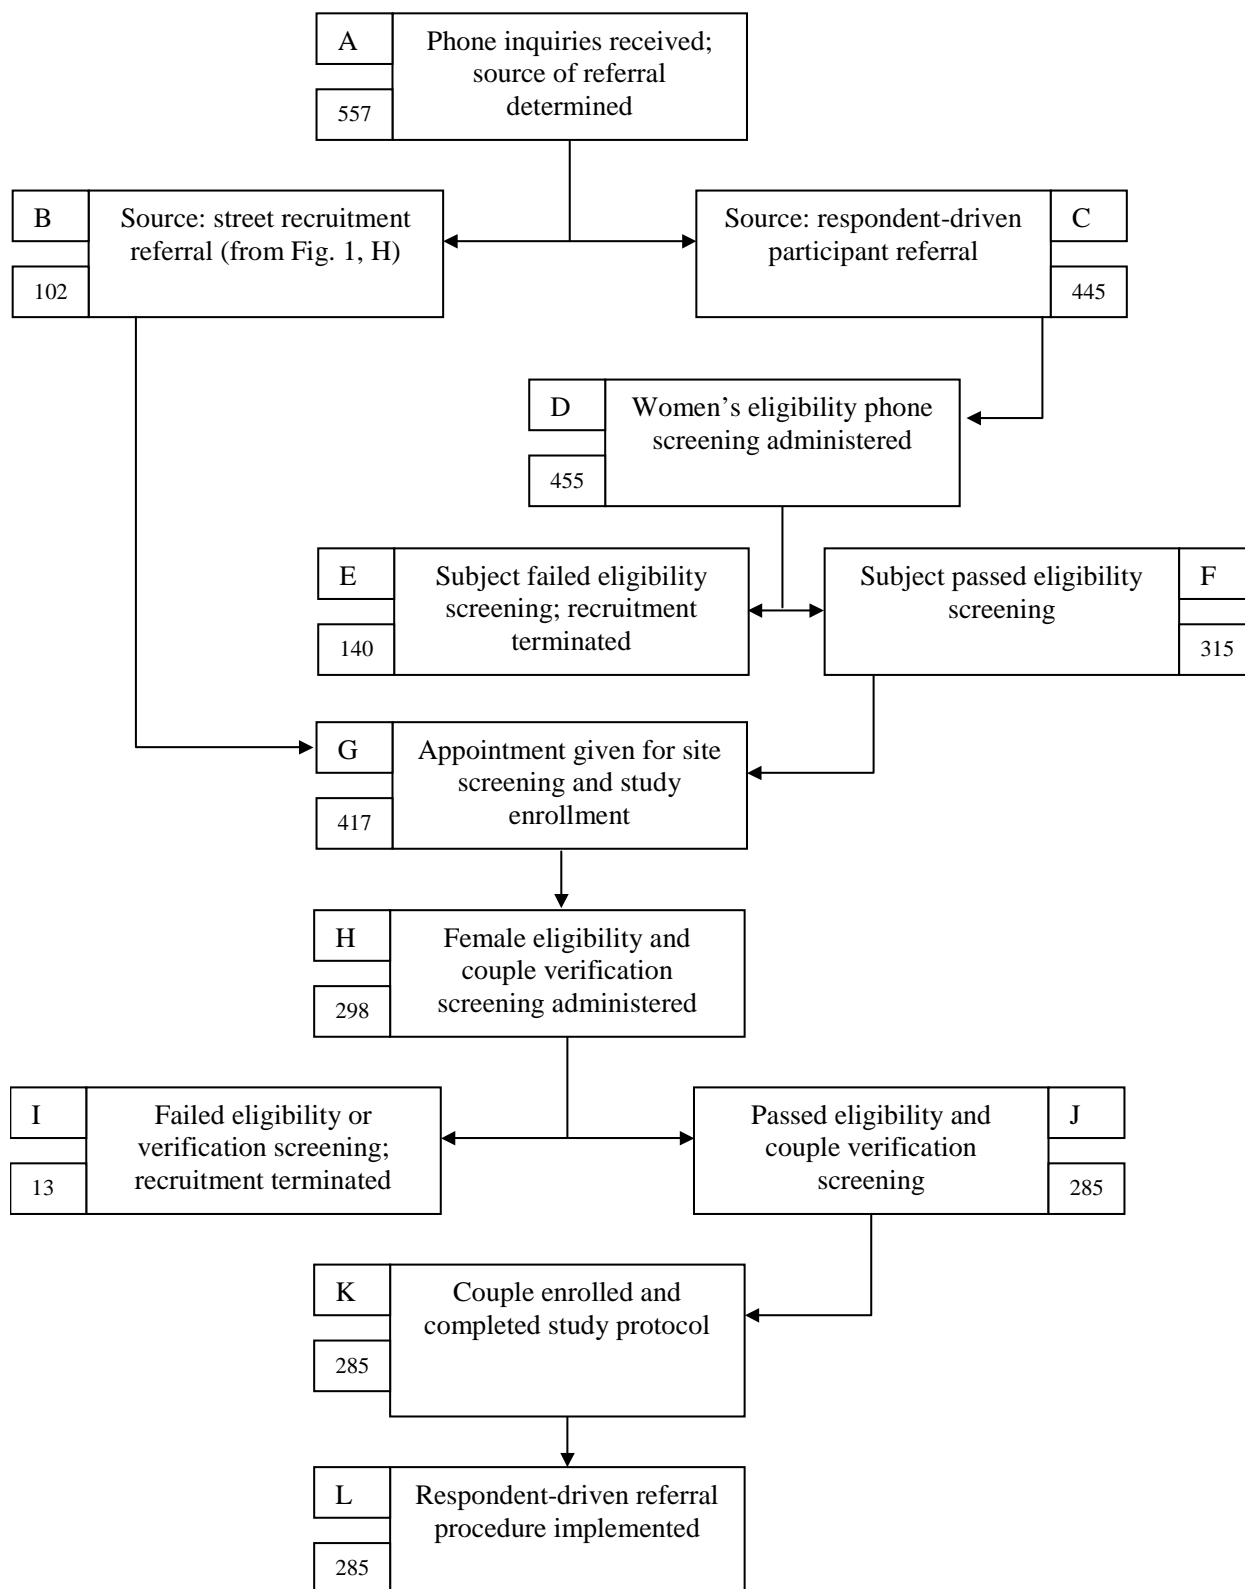 A
Phone inquiries received;
source of referral
determined
557
B
Source: street recruitment
referral (from Fig. 1, H)
102
Source: respondent-driven
participant referral
C
445
D
Women’s eligibility phone
screening administered
455
E
Subject failed eligibility
screening; recruitment
terminated
140
Subject passed eligibility
screening
F
315
G
Appointment given for site
screening and study
enrollment
417
H
Female eligibility and
couple verification
screening administered
298
I
Failed eligibility or
verification screening;
recruitment terminated
13
Passed eligibility and
couple verification
screening
J
285
K
Couple enrolled and
completed study protocol
285
L
Respondent-driven referral
procedure implemented
285